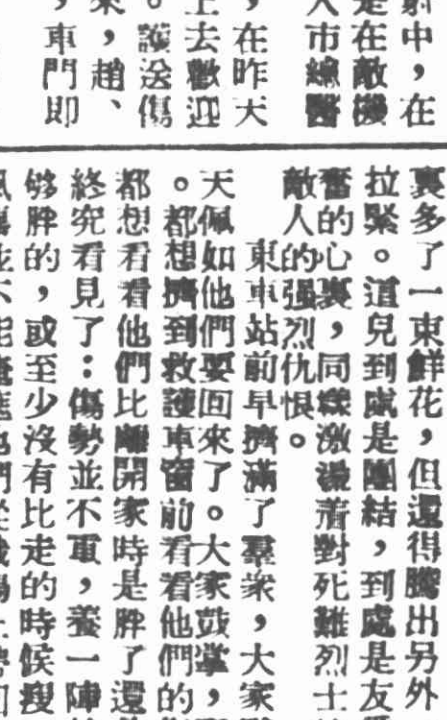 射中，在
是在敵機
人市總醫
，在昨天
上去歡迎
。護送傷
來，趙、
，車門即
裏多了一束鮮花，但還得騰出另外
拉緊。這兒到處是團結，到處是友
奮的心裏，同樣激漾着對死難烈士
敵人的强烈仇恨。
東車站前早擠滿了羣衆，大家
天佩如他們要回來了。大家鼓掌，
。都想擠到救護車窗前看看他們的
都想看看他們比離開家時是胖了還
終究看見了：傷勢並不重，養一陣
够胖的，或至少沒有比走的時候瘦